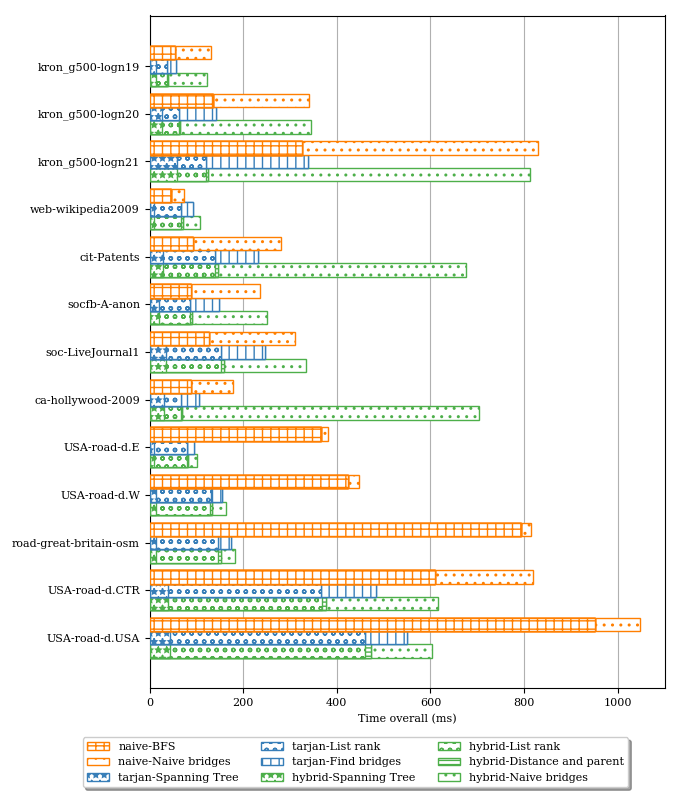 kron_g500-logn19
kron_g500-logn20
kron_g500-logn21
web-wikipedia2009
cit-Patents
socfb-A-anon
soc-LiveJournal1
ca-hollywood-2009
USA-road-d.E
USA-road-d.W
road-great-britain-osm
USA-road-d.CTR
USA-road-d.USA
0 200 400 600 800 1000
Time overall (ms)
naive-BFS tarjan-List rank hybrid-List rank
naive-Naive bridges tarjan-Find bridges hybrid-Distance and parent
tarjan-Spanning Tree hybrid-Spanning Tree hybrid-Naive bridges